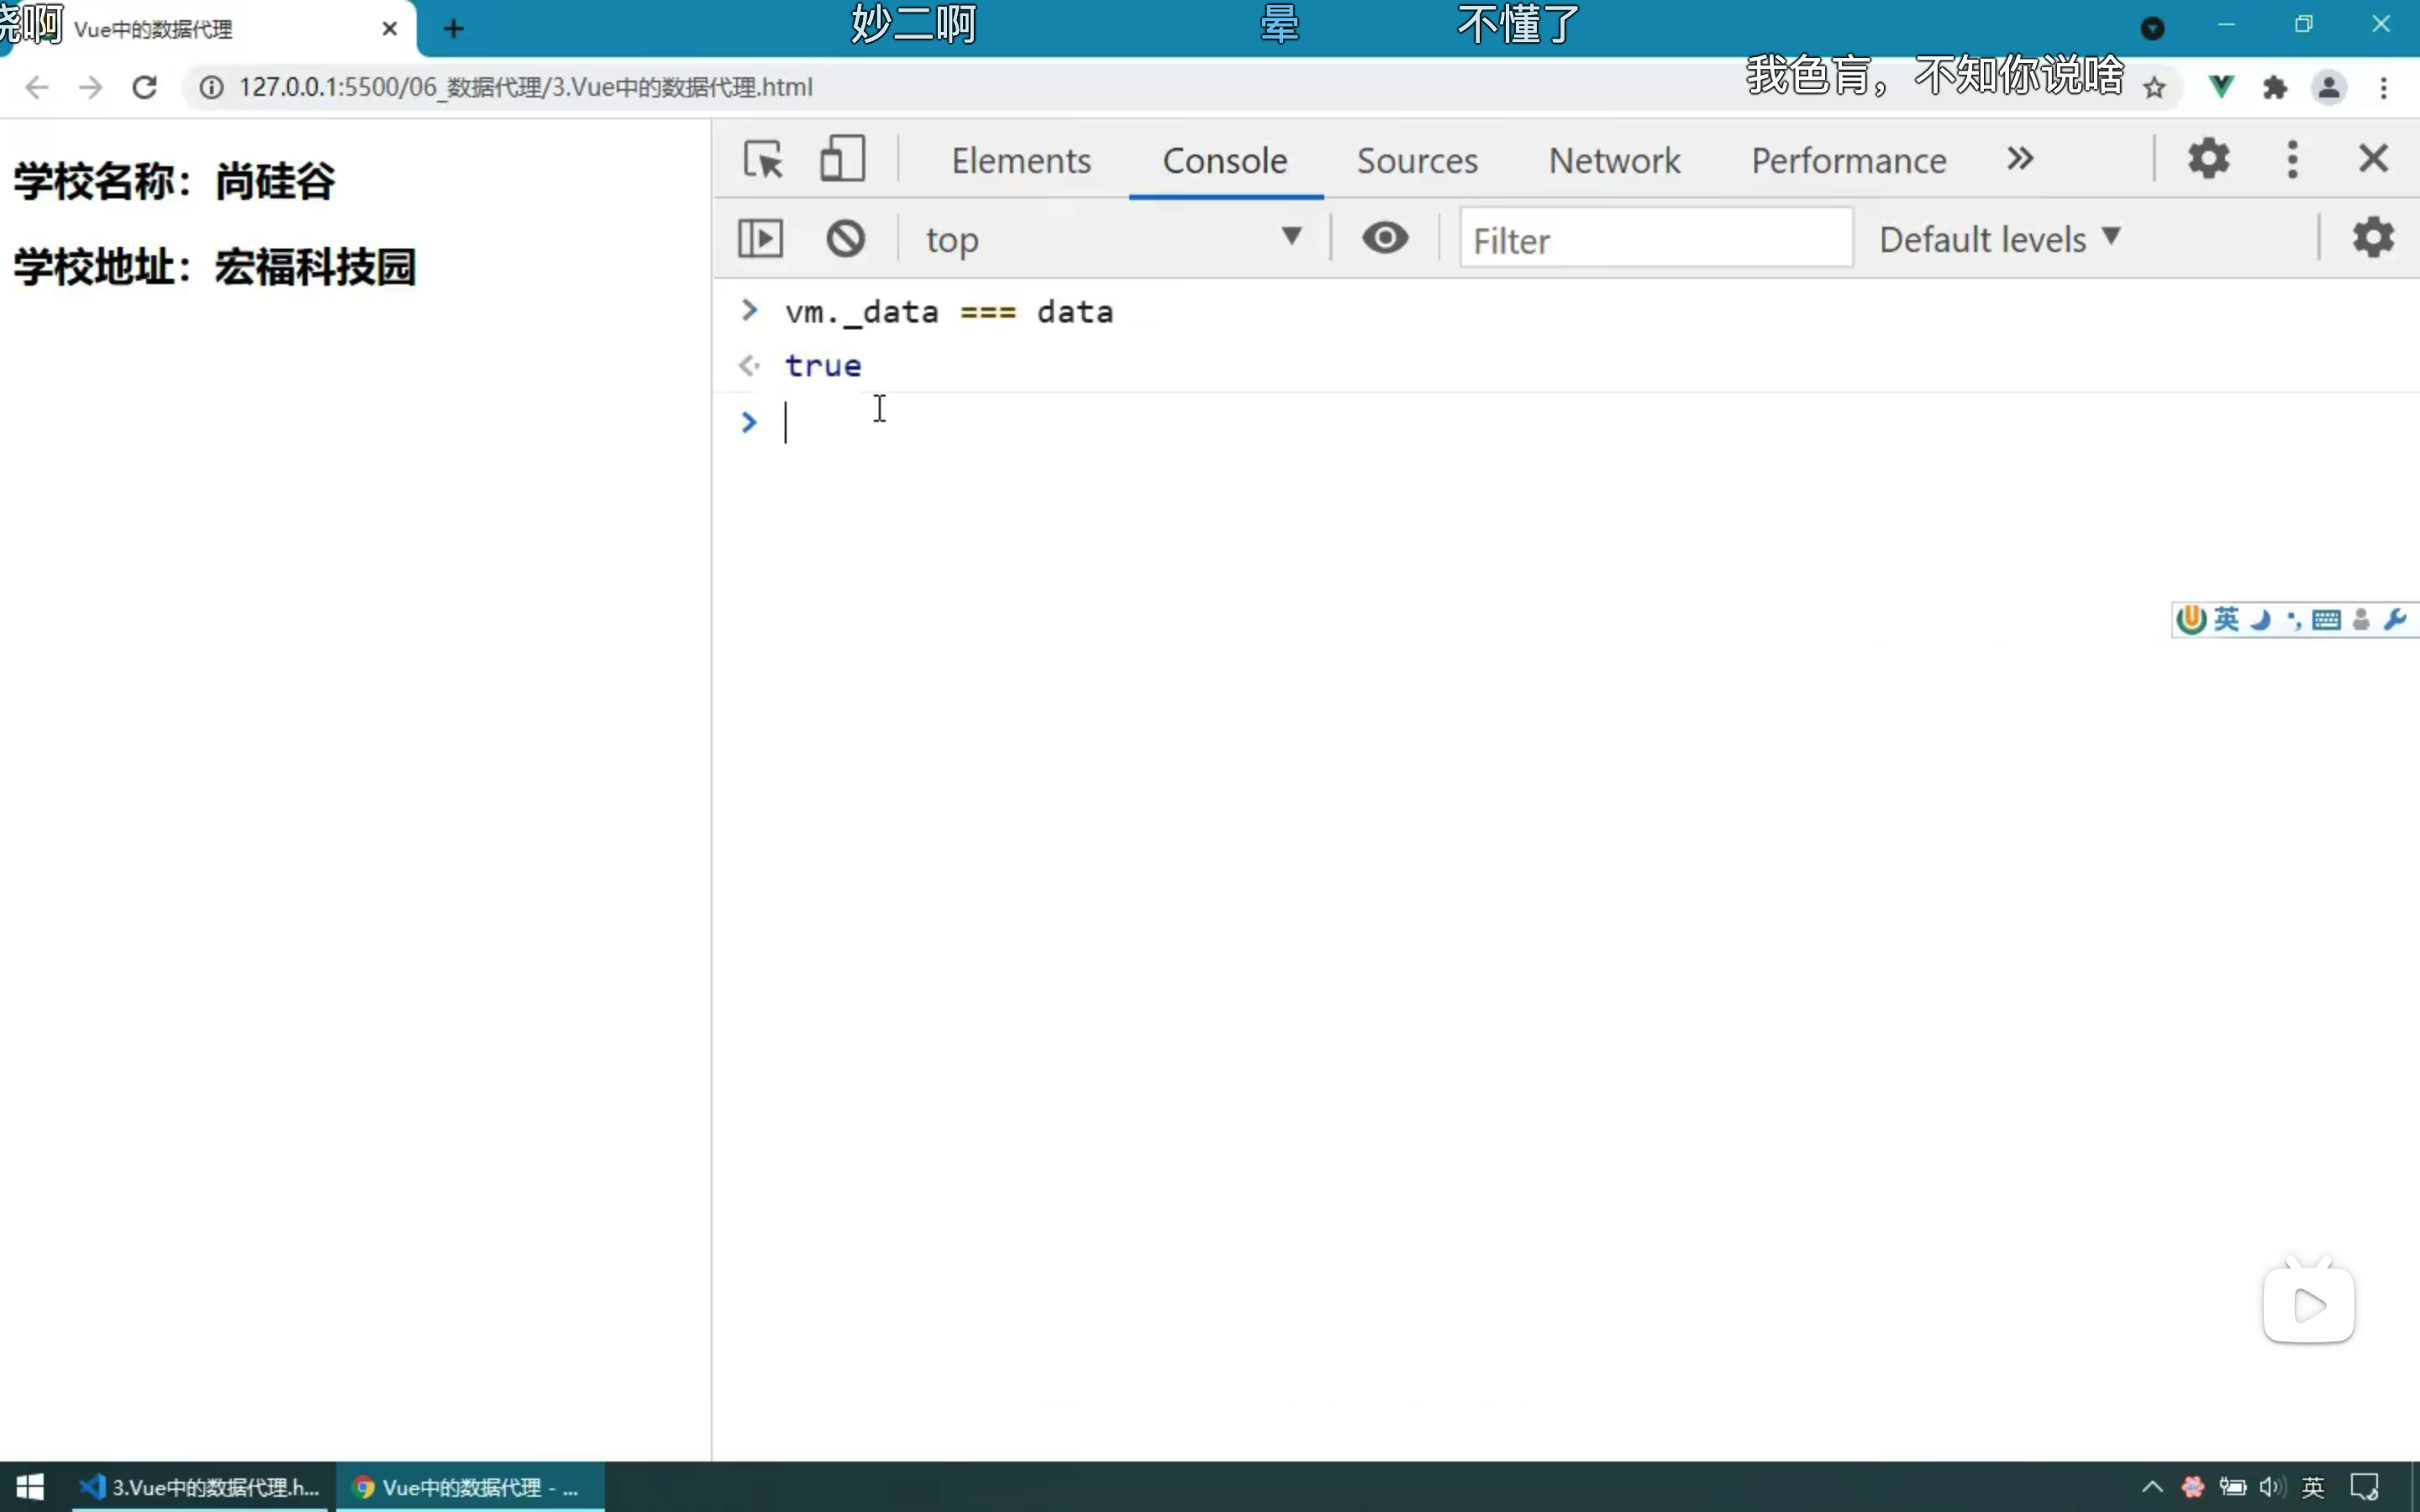 晓啊
妙二啊
晕
不懂了
Vue中的数据代理
我色盲，不知你说啥
127.0.0.1:5500/06_数据代理/3.Vue中的数据代理.html
学校名称：尚硅谷
学校地址：宏福科技园
Elements
Console
Sources
Network
Performance
top
Filter
Default levels
vm._data === data
true
英
3.Vue中的数据代理.h...
Vue中的数据代理 - ...
英